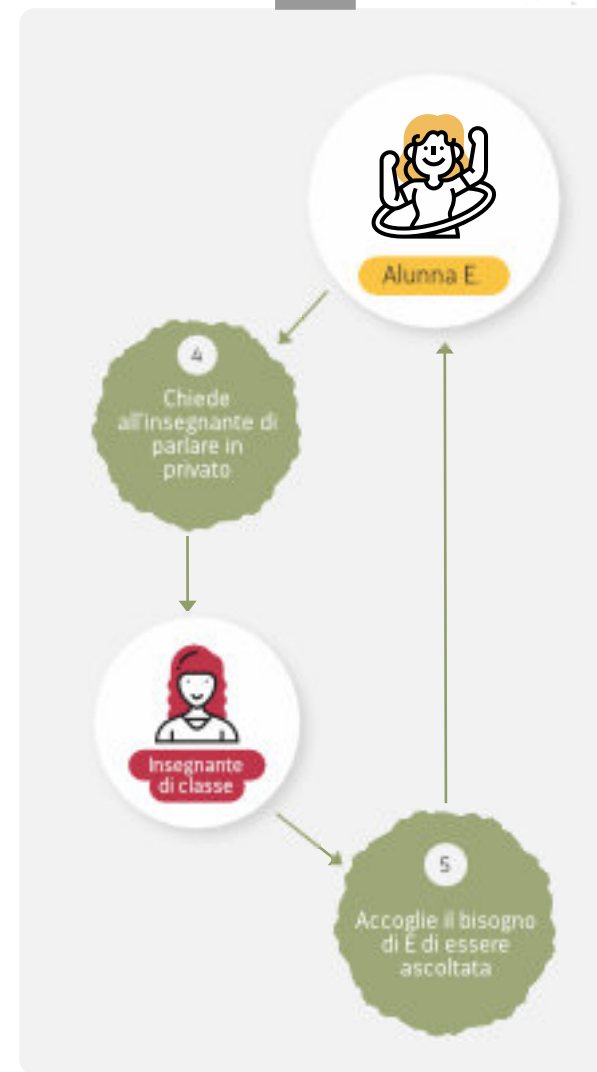 Alunna E.
4
Chiede
all'insegnante di
parlare in
privato
Insegnante
di classe
5
Accoglie il bisogno
di E di essere
ascoltata